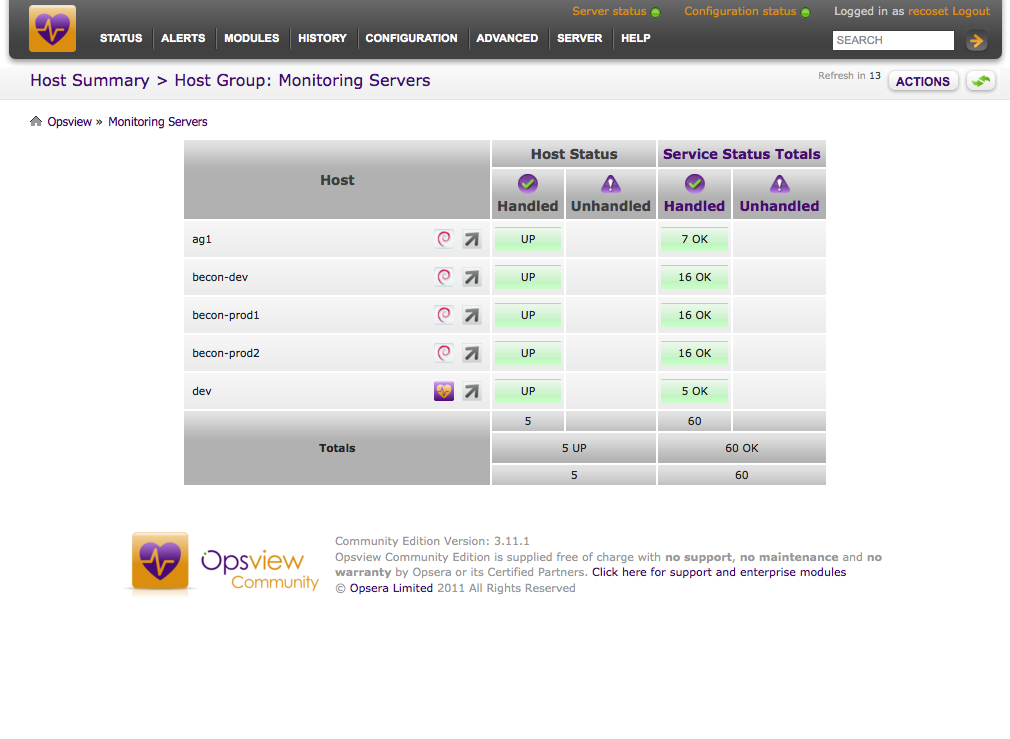 Server status Configuration status Logged in as recoset Logout
STATUS ALERTS MODULES HISTORY CONFIGURATION ADVANCED SERVER HELP SEARCH
Host Summary > Host Group: Monitoring Servers Refresh in 13 ACTIONS
Opsview » Monitoring Servers
Host Host Status Service Status Totals
Handled Unhandled Handled Unhandled
ag1 UP 7 OK
becon-dev UP 16 OK
becon-prod1 UP 16 OK
becon-prod2 UP 16 OK
dev UP 5 OK
5 60
Totals 5 UP 60 OK
5 60
Opsview
Community
Community Edition Version: 3.11.1
Opsview Community Edition is supplied free of charge with no support, no maintenance and no
warranty by Opsera or its Certified Partners. Click here for support and enterprise modules
© Opsera Limited 2011 All Rights Reserved